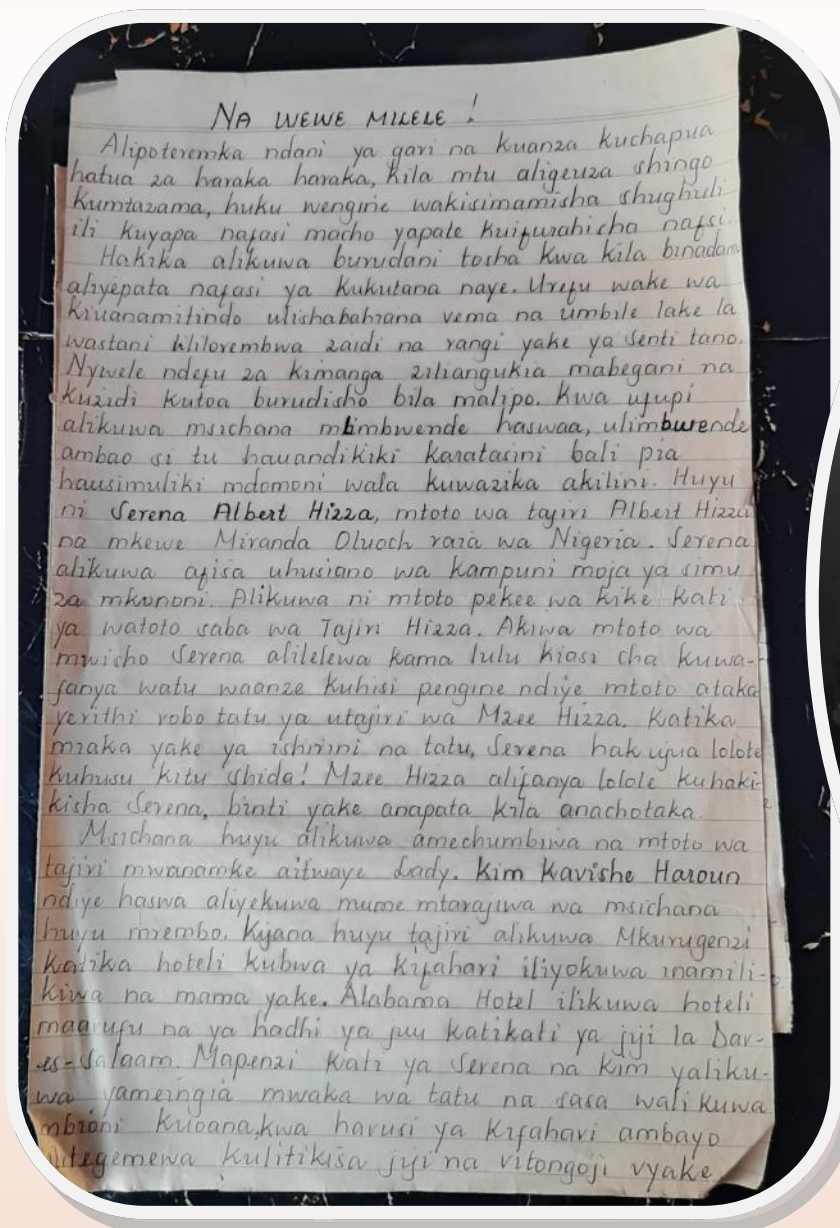 NA WEWE MILELE !
Alipoteremka ndani ya gari na kuanza kuchapua
hatua za haraka haraka, kila mtu aligeuza shingo
kumtazama, huku wengine wakisimamisha shughuli
ili kuyapa nafasi macho yapate kuifurahisha nafsi.
Hakika alikuwa burudani tosha kwa kila binadam
aliyepata nafasi ya kukutana naye. Urefu wake wa
kiuanamitindo ulishabahiana vema na umbile lake la
wastani lililorembwa zaidi na rangi yake ya senti tano.
Nywele ndefu za kimanga ziliangukia mabegani na
kuzidi kutoa burudisho bila malipo. Kwa ufupi
alikuwa msichana mlimbwende haswaa, ulimbwende
ambao si tu hauandikiki karatasini bali pia
hausimuliki mdomoni wala kuwazika akilini. Huyu
ni Serena Albert Hizza, mtoto wa tajiri Albert Hizza
na mkewe Miranda Oluoch raia wa Nigeria. Serena
alikuwa afisa uhusiano wa kampuni moja ya simu
za mkononi. Alikuwa ni mtoto pekee wa kike kati
ya watoto saba wa Tajiri Hizza. Akiwa mtoto wa
mwisho Serena alilelewa kama lulu kiasi cha kuwa-
fanya watu waanze kuhisi pengine ndiye mtoto ataka
yerithi robo tatu ya utajiri wa Mzee Hizza. Katika
miaka yake ya ishirini na tatu, Serena hakujua lolote
kuhusu kitu shida! Mzee Hizza alifanya lolote kuhaki-
kisha Serena, binti yake anapata kila anachotaka.
Msichana huyu alikuwa amechumbiwa na mtoto wa
tajiri mwanamke aitwaye Lady. Kim Kavishe Haroun
ndiye haswa aliyekuwa mume mtarajiwa wa msichana
huyu mrembo. Kijana huyu tajiri alikuwa Mkurugenzi
katika hoteli kubwa ya kifahari iliyokuwa inamili-
kiwa na mama yake. Alabama Hotel ilikuwa hoteli
maarufu na ya hadhi ya juu katikati ya jiji la Dar-
es-Salaam. Mapenzi kati ya Serena na Kim yaliku-
wa yameingia mwaka wa tatu na sasa walikuwa
mbioni kuoana, kwa harusi ya kifahari ambayo
ilitegemewa kulitikisa jiji na vitongoji vyake